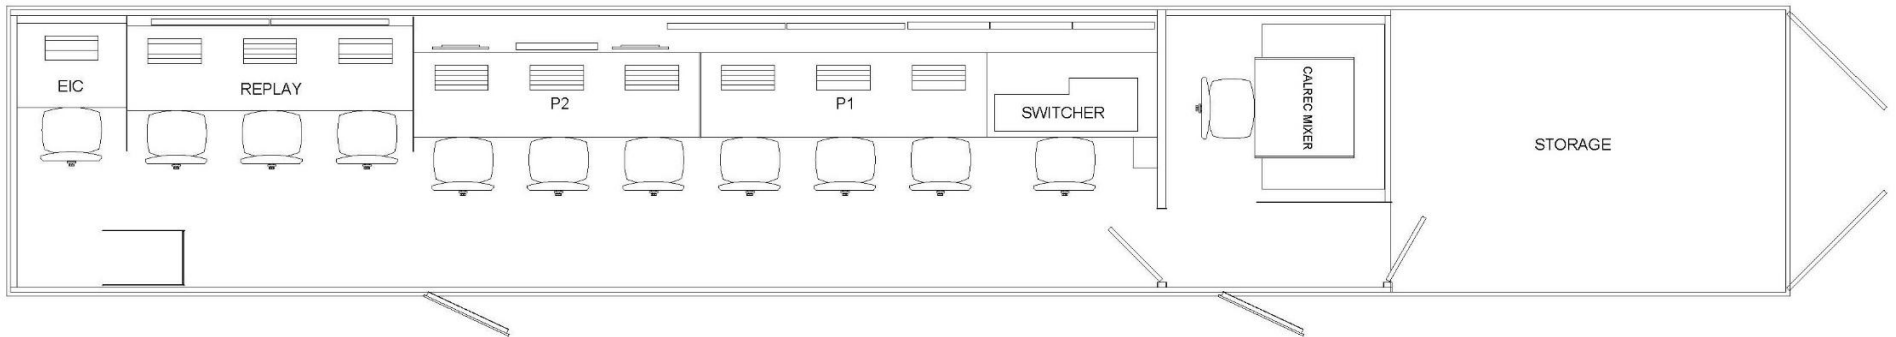 EIC
REPLAY
P2
P1
SWITCHER
CALREC MIXER
STORAGE